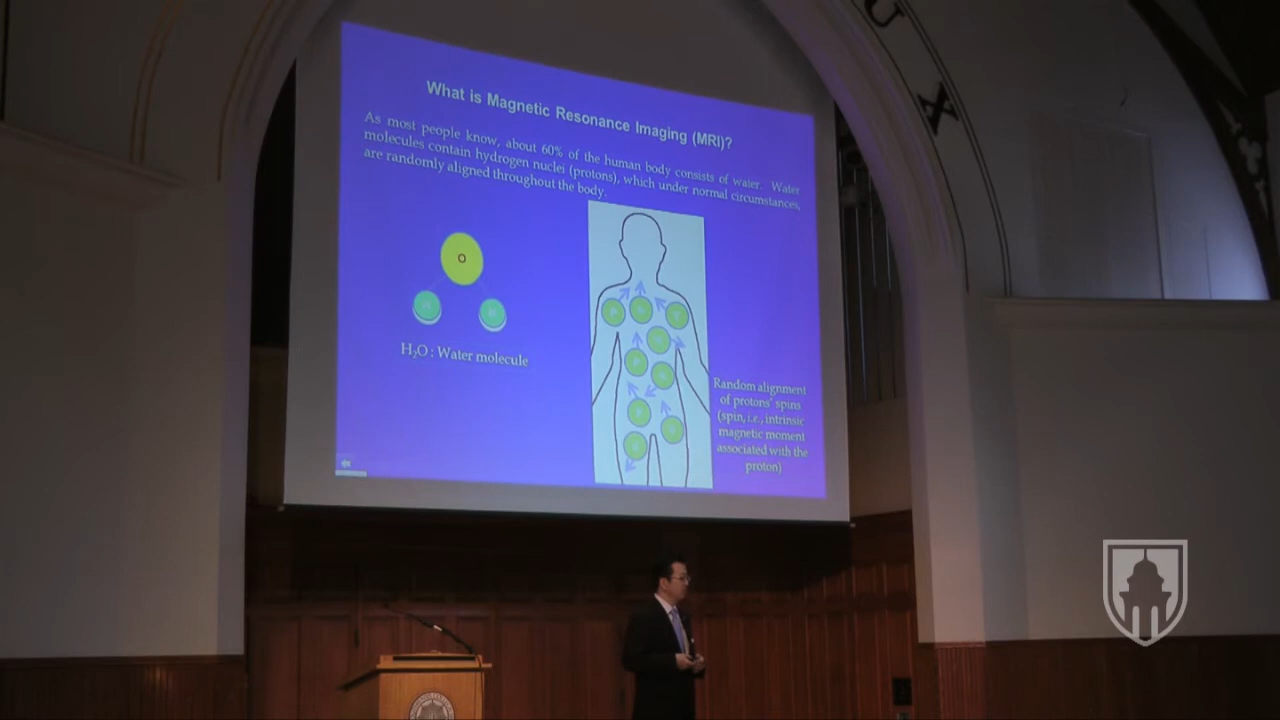 What is Magnetic Resonance Imaging (MRI)?
As most people know, about 60% of the human body consists of water. Water
molecules contain hydrogen nuclei (protons), which under normal circumstances,
are randomly aligned throughout the body.
O
H₂O : Water molecule
Random alignment
of protons' spins
(spin, i.e., intrinsic
magnetic moment
associated with the
proton)